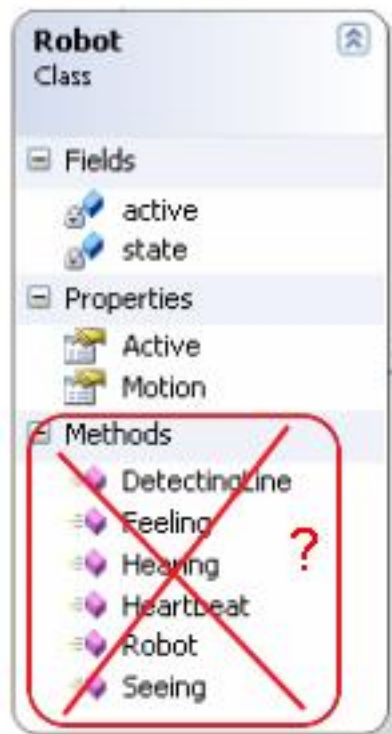 Robot
Class
Fields
active
state
Properties
Active
Motion
Methods
DetectingLine
Feeling
Hearing
Heartbeat
Robot
Seeing
?